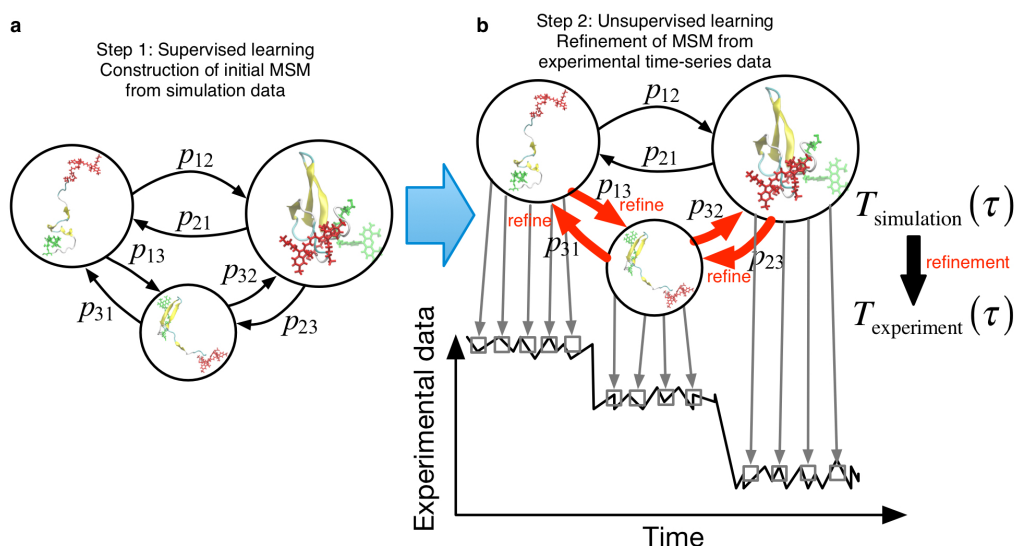 a
Step 1: Supervised learning
Construction of initial MSM
from simulation data
p12
p21
p13
p32
p31
p23
b
Step 2: Unsupervised learning
Refinement of MSM from
experimental time-series data
p12
p21
p13
refine
refine
p32
p31
p23
refine
Tsimulation (τ)
refinement
Texperiment (τ)
Experimental data
Time